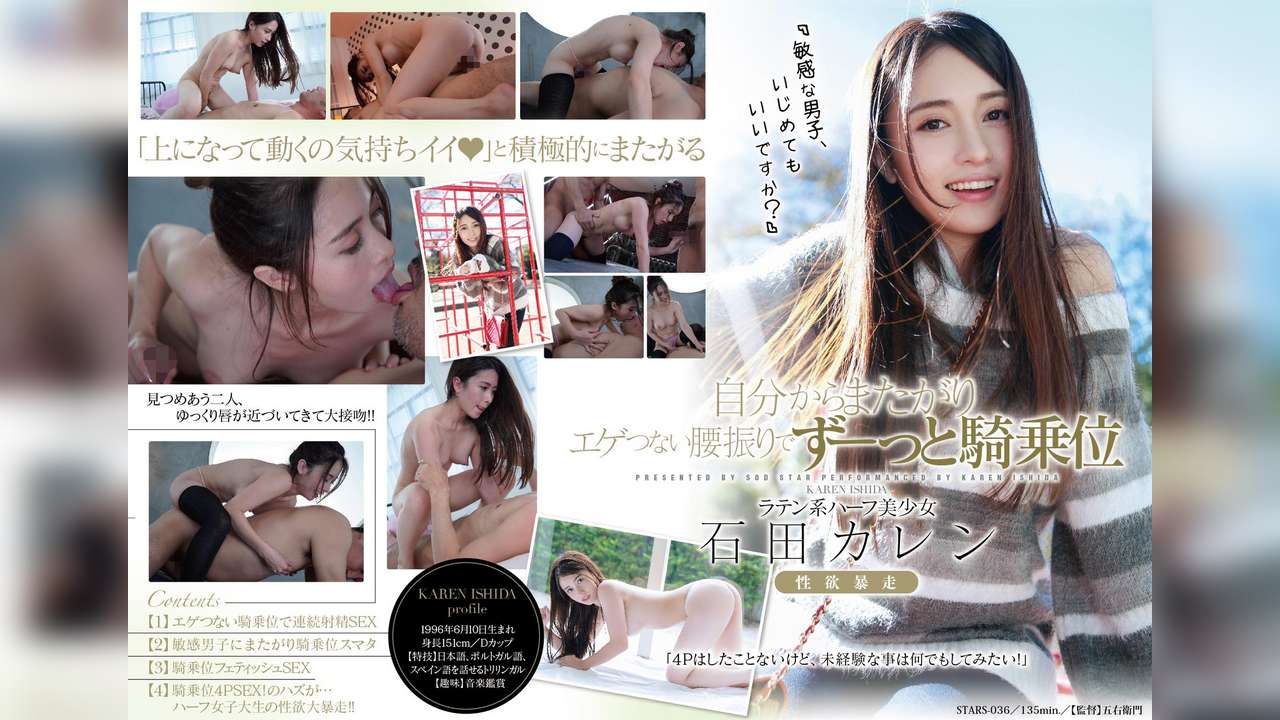 「上になって動くの気持ちイイ♥」と積極的にまたがる
見つめあう二人、
ゆっくり唇が近づいてきて大接吻!!
Contents
【1】エゲつない騎乗位で連続射精SEX
【2】敏感男子にまたがり騎乗位スマタ
【3】騎乗位フェティッシュSEX
【4】騎乗位4PSEX!のハズが…
ハーフ女子大生の性欲大暴走!!
KAREN ISHIDA
profile
1996年6月10日生まれ
身長151cm／Dカップ
【特技】日本語、ポルトガル語、
スペイン語を話せるトリリンガル
【趣味】音楽鑑賞
『敏感な男子、
いじめても
いいですか?』
自分からまたがり
エゲつない腰振りでずーっと騎乗位
PRESENTED BY SOD STAR PERFORMANCED BY KAREN ISHIDA
KAREN ISHIDA
ラテン系ハーフ美少女
石田カレン
性欲暴走
「4Pはしたことないけど、未経験な事は何でもしてみたい!」
STARS-036／135min.／【監督】五右衛門